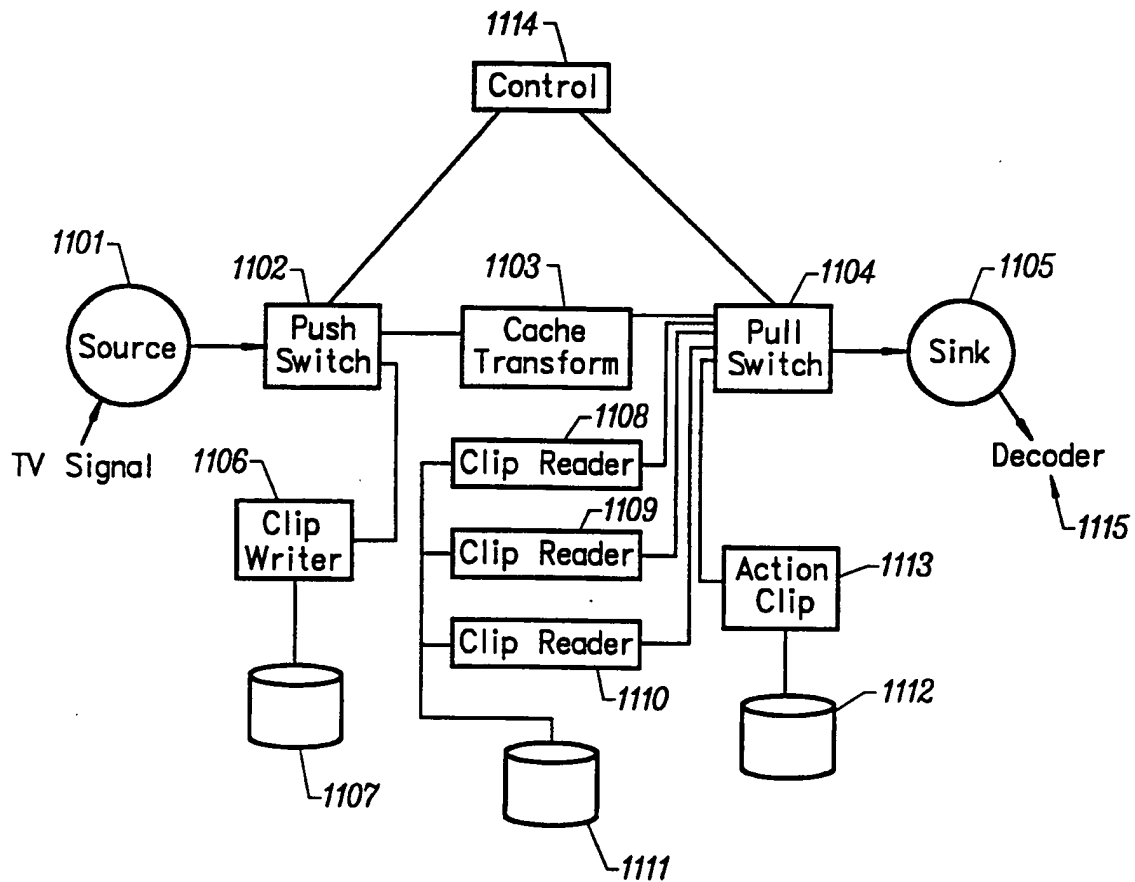 1114
Control
1101
Source
TV Signal
1102
Push
Switch
1103
Cache
Transform
1104
Pull
Switch
1105
Sink
Decoder
1115
1106
Clip
Writer
1107
1108
Clip Reader
1109
Clip Reader
Clip Reader
1110
1111
Action
Clip
1113
1112